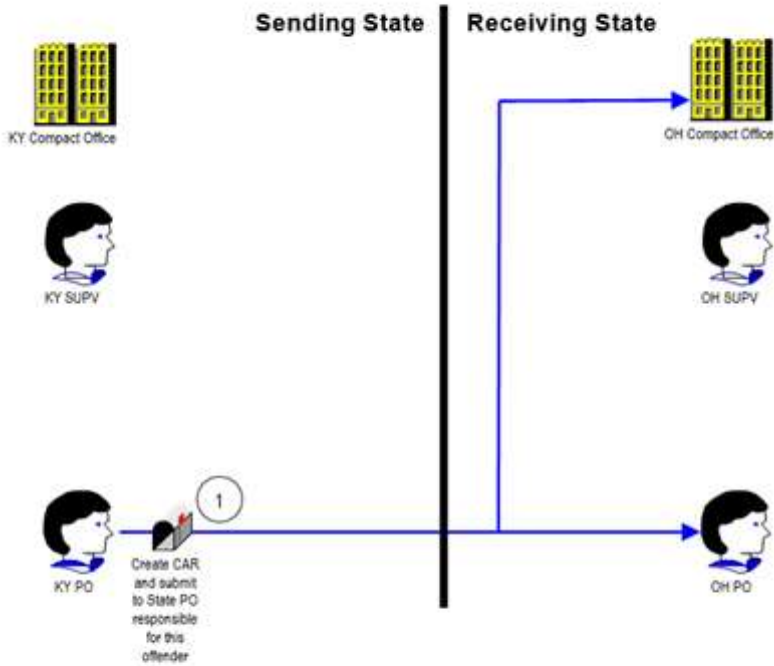 Sending State
Receiving State
KY Compact Office
OH Compact Office
KY SUPV
OH SUPV
1
KY PO
Create CAR
and submit
to State PO
responsible
for this
offender
OH PO